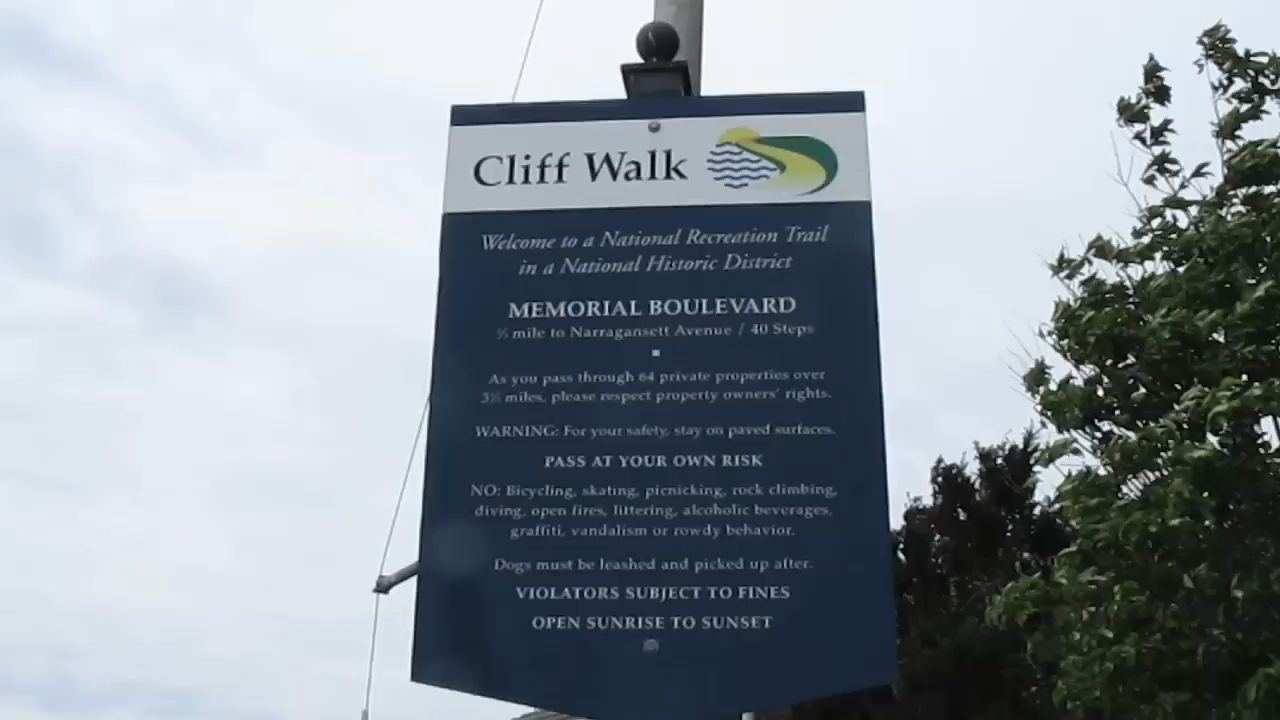 Cliff Walk
Welcome to a National Recreation Trail
in a National Historic District
MEMORIAL BOULEVARD
mile to Narragansett Avenue / 40 Steps
As you pass through 64 private properties over
3½ miles, please respect property owners' rights.
WARNING: For your safety, stay on paved surfaces.
PASS AT YOUR OWN RISK
NO: Bicycling, skating, picnicking, rock climbing,
diving, open fires, littering, alcoholic beverages,
graffiti, vandalism or rowdy behavior.
Dogs must be leashed and picked up after.
VIOLATORS SUBJECT TO FINES
OPEN SUNRISE TO SUNSET